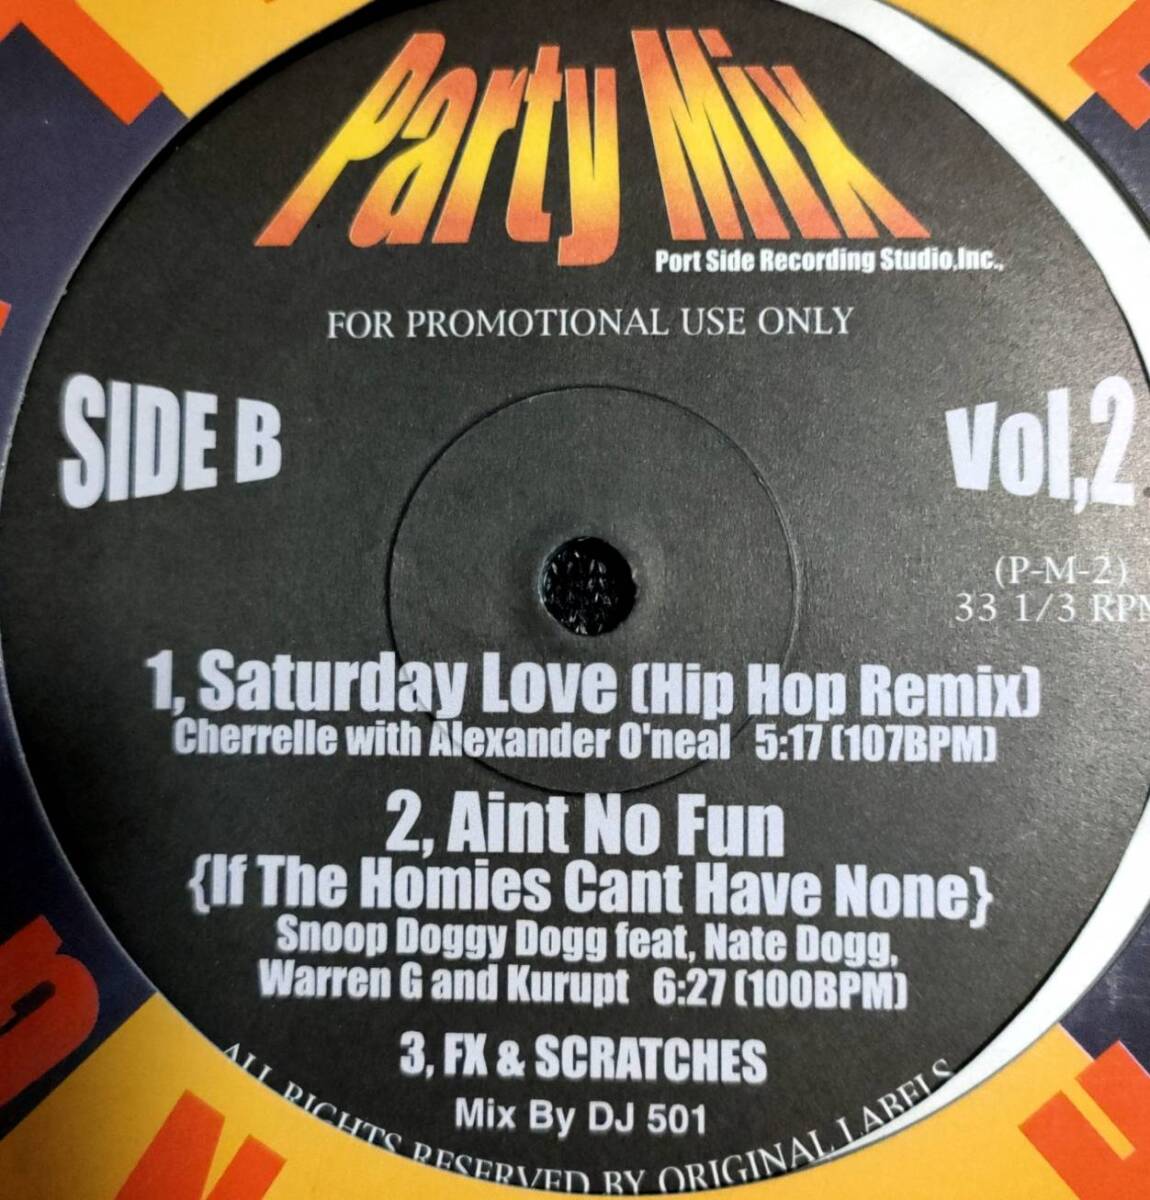 Party Mix
Port Side Recording Studio,Inc.,
FOR PROMOTIONAL USE ONLY
SIDE B
Vol,2
(P-M-2)
33 1/3 RPM
1, Saturday Love (Hip Hop Remix)
Cherrelle with Alexander O'neal 5:17 (107BPM)
2, Aint No Fun
{If The Homies Cant Have None}
Snoop Doggy Dogg feat, Nate Dogg,
Warren G and Kurupt 6:27 (100BPM)
3, FX & SCRATCHES
Mix By DJ 501
ALL RIGHTS RESERVED BY ORIGINAL LABELS